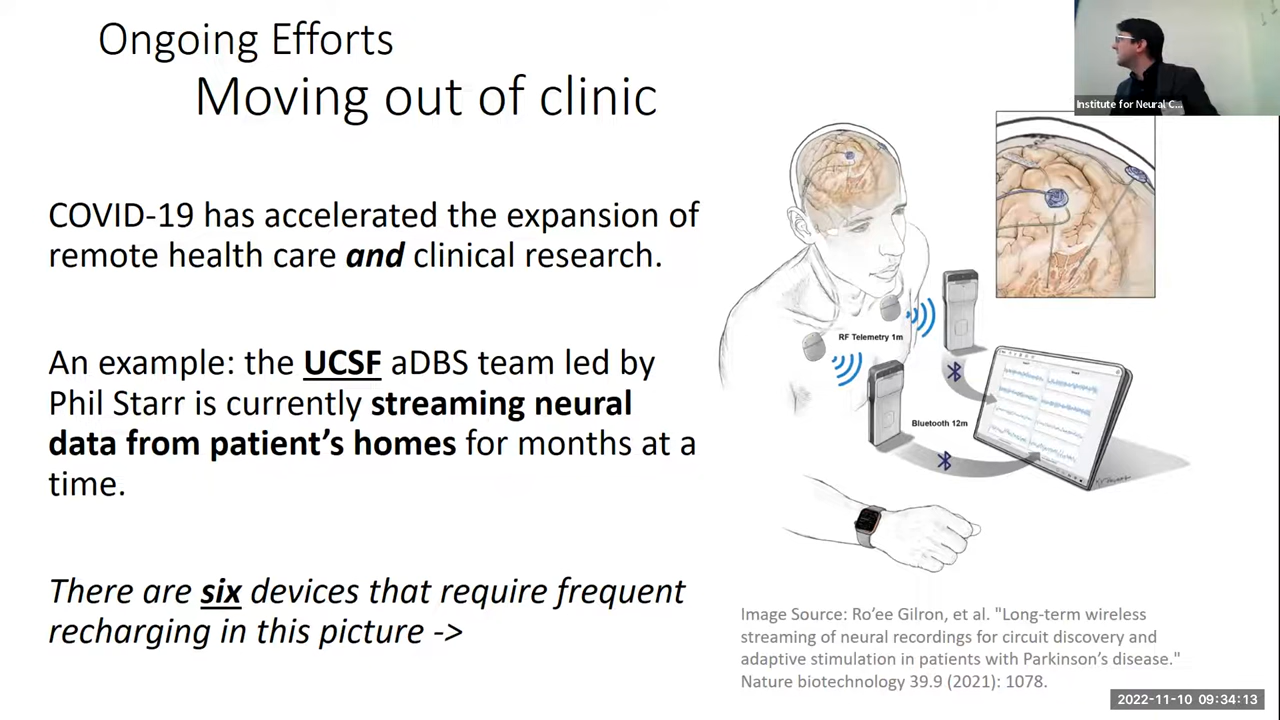 Ongoing Efforts
Moving out of clinic
COVID-19 has accelerated the expansion of
remote health care and clinical research.
An example: the UCSF aDBS team led by
Phil Starr is currently streaming neural
data from patient's homes for months at a
time.
There are six devices that require frequent
recharging in this picture ->
Institute for Neural C...
RF Telemetry 1m
Bluetooth 12m
Image Source: Ro'ee Gilron, et al. "Long-term wireless
streaming of neural recordings for circuit discovery and
adaptive stimulation in patients with Parkinson's disease."
Nature biotechnology 39.9 (2021): 1078.
2022-11-10 09:34:13